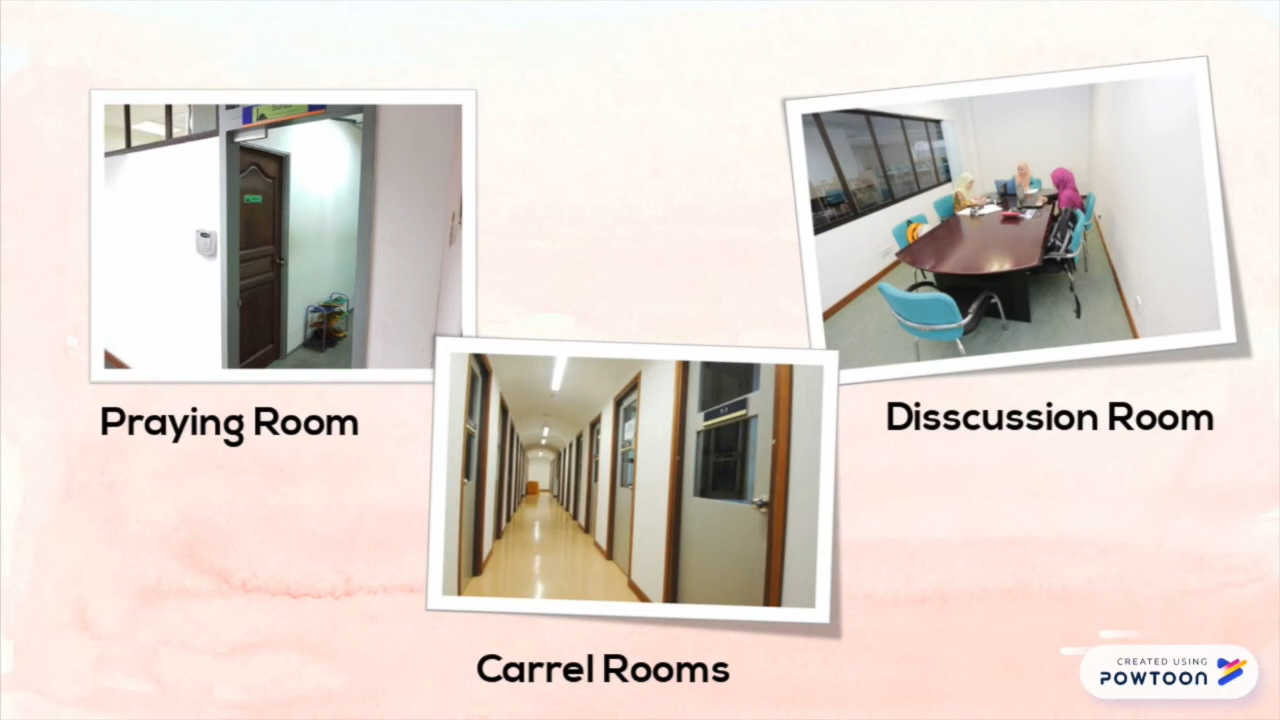 Praying Room
Disscussion Room
Carrel Rooms
CREATED USING
POWTOON